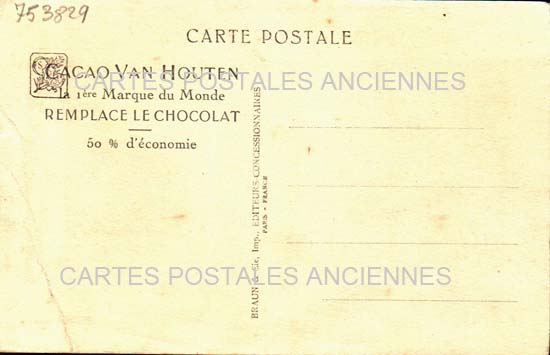 753829
CARTE POSTALE
CACAO VAN HOUTEN
la 1ère Marque du Monde
REMPLACE LE CHOCOLAT
50 % d'économie
BRAUN & Cie, Imp., EDITEURS-CONCESSIONNAIRES
PARIS - FRANCE
CARTES POSTALES ANCIENNES
CARTES POSTALES ANCIENNES